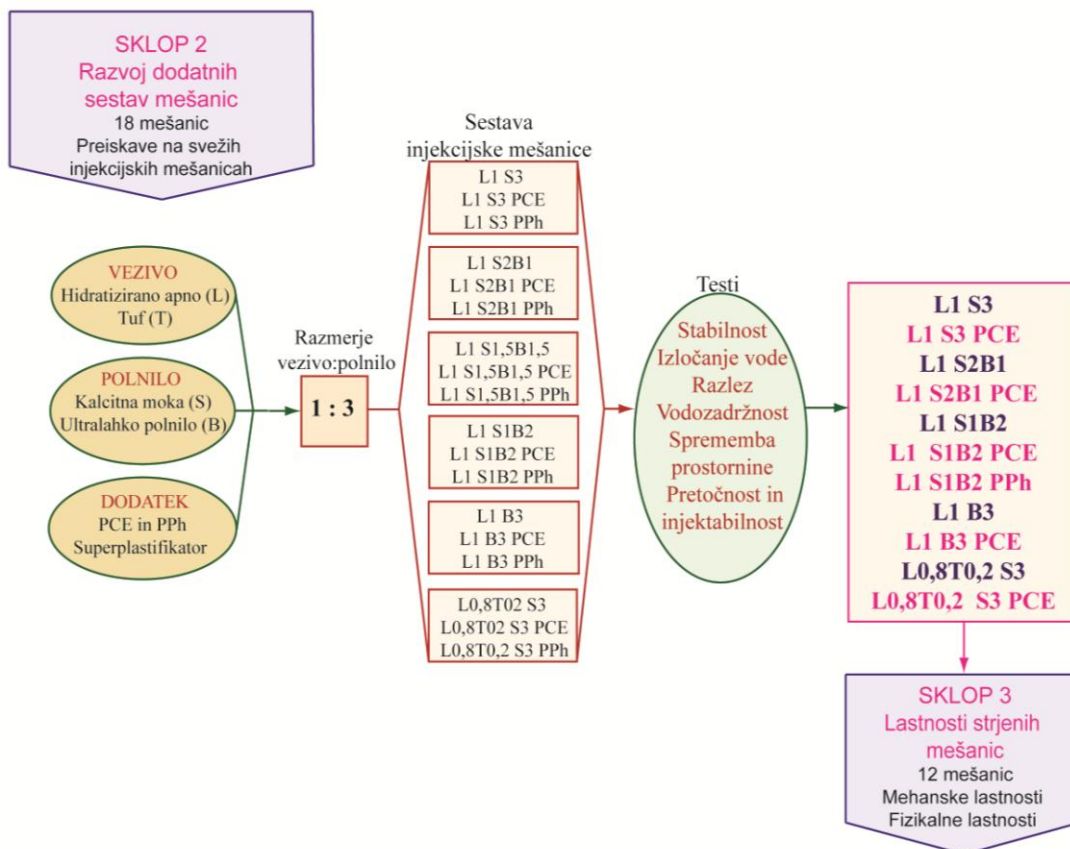 SKLOP 2
Razvoj dodatnih
sestav mešanic
18 mešanic
Preiskave na svežih
injekcijskih mešanicah
VEZIVO
Hidratizirano apno (L)
Tuf (T)
POLNILO
Kalcitna moka (S)
Ultralahko polnilo (B)
DODATEK
PCE in PPh
Superplastifikator
Razmerje
vezivo:polnilo
1 : 3
Sestava
injekcijske mešanice
L1 S3
L1 S3 PCE
L1 S3 PPh
L1 S2B1
L1 S2B1 PCE
L1 S2B1 PPh
L1 S1,5B1,5
L1 S1,5B1,5 PCE
L1 S1,5B1,5 PPh
L1 S1B2
L1 S1B2 PCE
L1 S1B2 PPh
L1 B3
L1 B3 PCE
L1 B3 PPh
L0,8T02 S3
L0,8T02 S3 PCE
L0,8T0,2 S3 PPh
Testi
Stabilnost
Izločanje vode
Razlez
Vodozadržnost
Sprememba
prostornine
Pretočnost in
injektabilnost
L1 S3
L1 S3 PCE
L1 S2B1
L1 S2B1 PCE
L1 S1B2
L1 S1B2 PCE
L1 S1B2 PPh
L1 B3
L1 B3 PCE
L0,8T0,2 S3
L0,8T0,2 S3 PCE
SKLOP 3
Lastnosti strjenih
mešanic
12 mešanic
Mehanske lastnosti
Fizikalne lastnosti